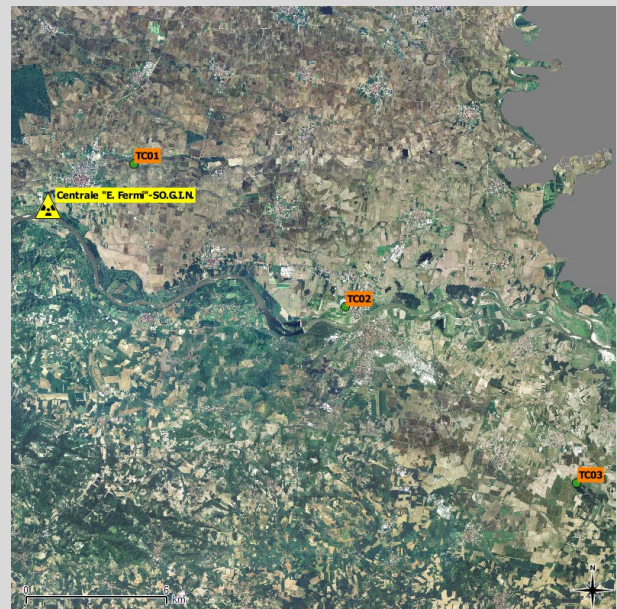 TC01
Centrale "E. Fermi"-SO.G.I.N.
TC02
TC03
N
0 6
km